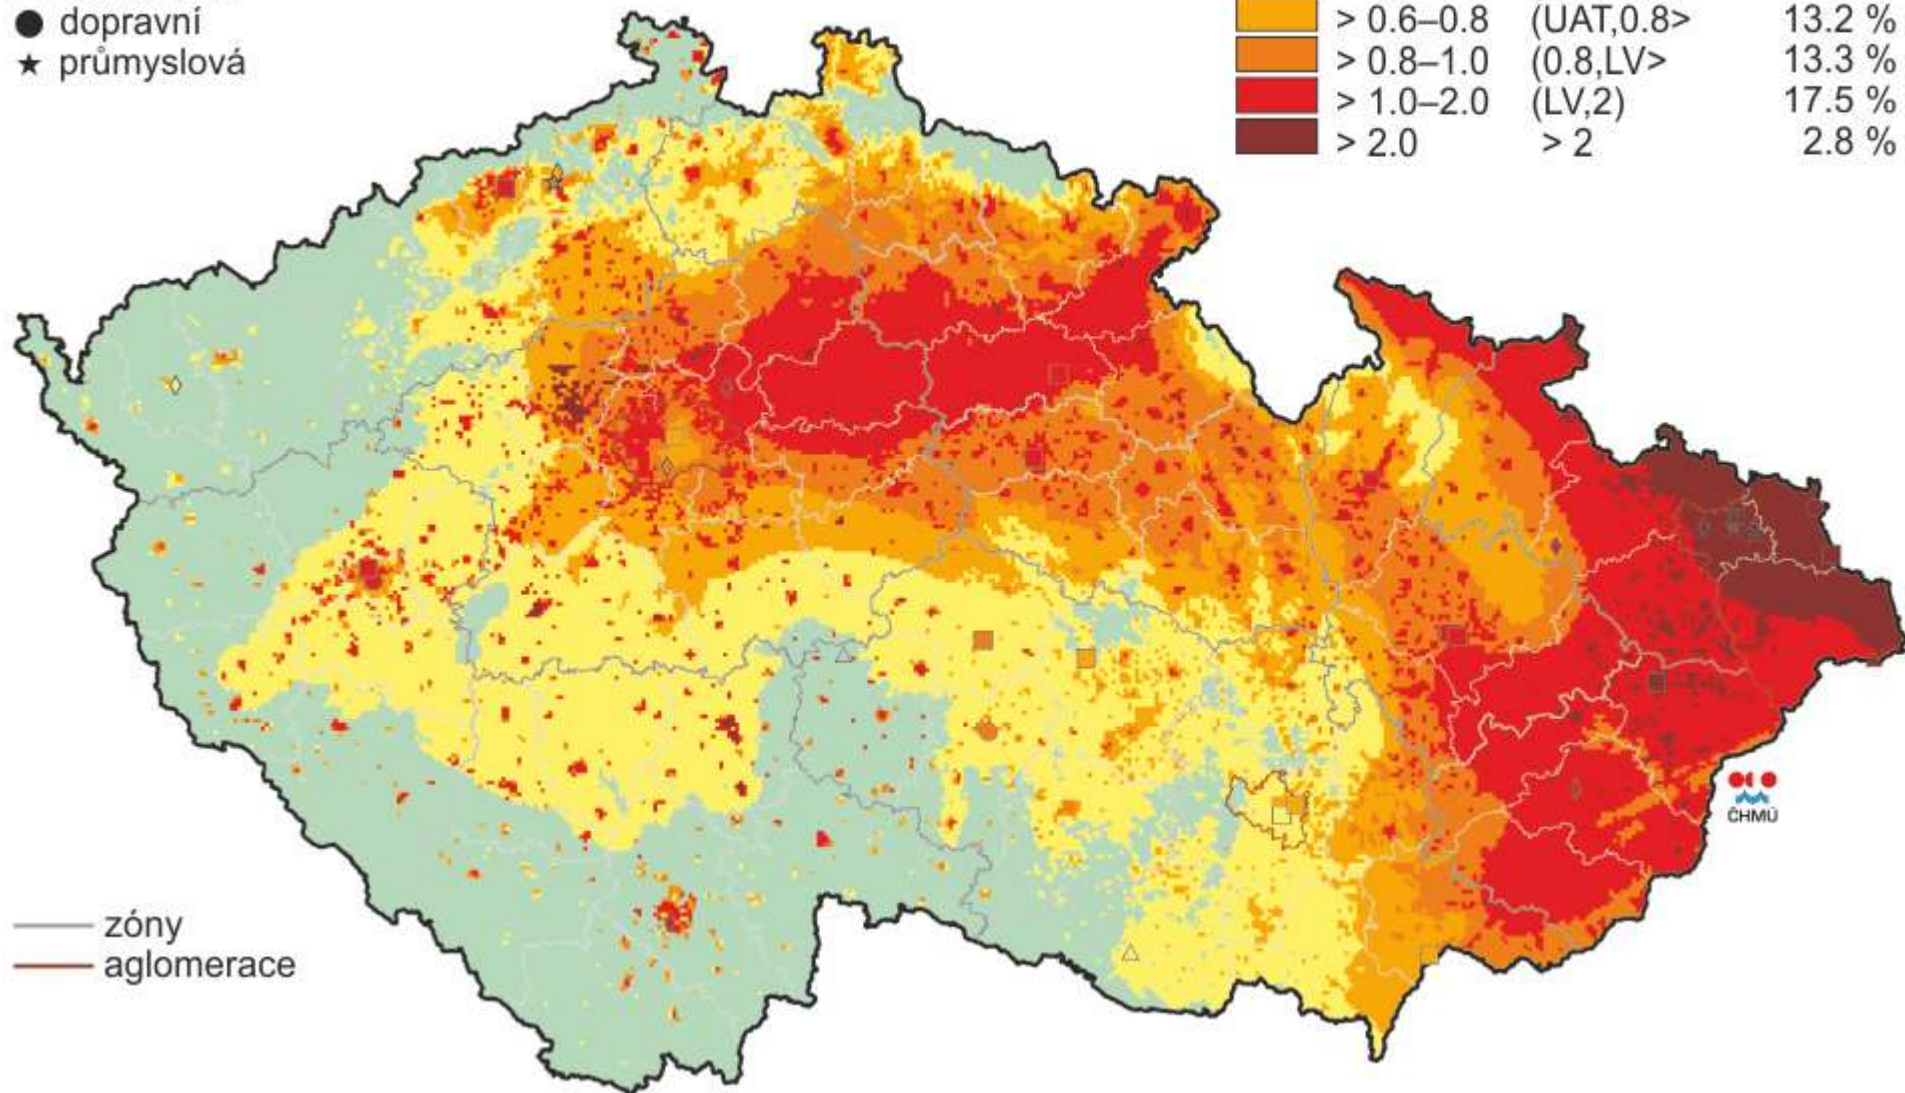 dopravní
průmyslová
> 0.6–0.8 (UAT,0.8> 13.2 %
> 0.8–1.0 (0.8,LV> 13.3 %
> 1.0–2.0 (LV,2) 17.5 %
> 2.0 > 2 2.8 %
ČHMÚ
zóny
aglomerace